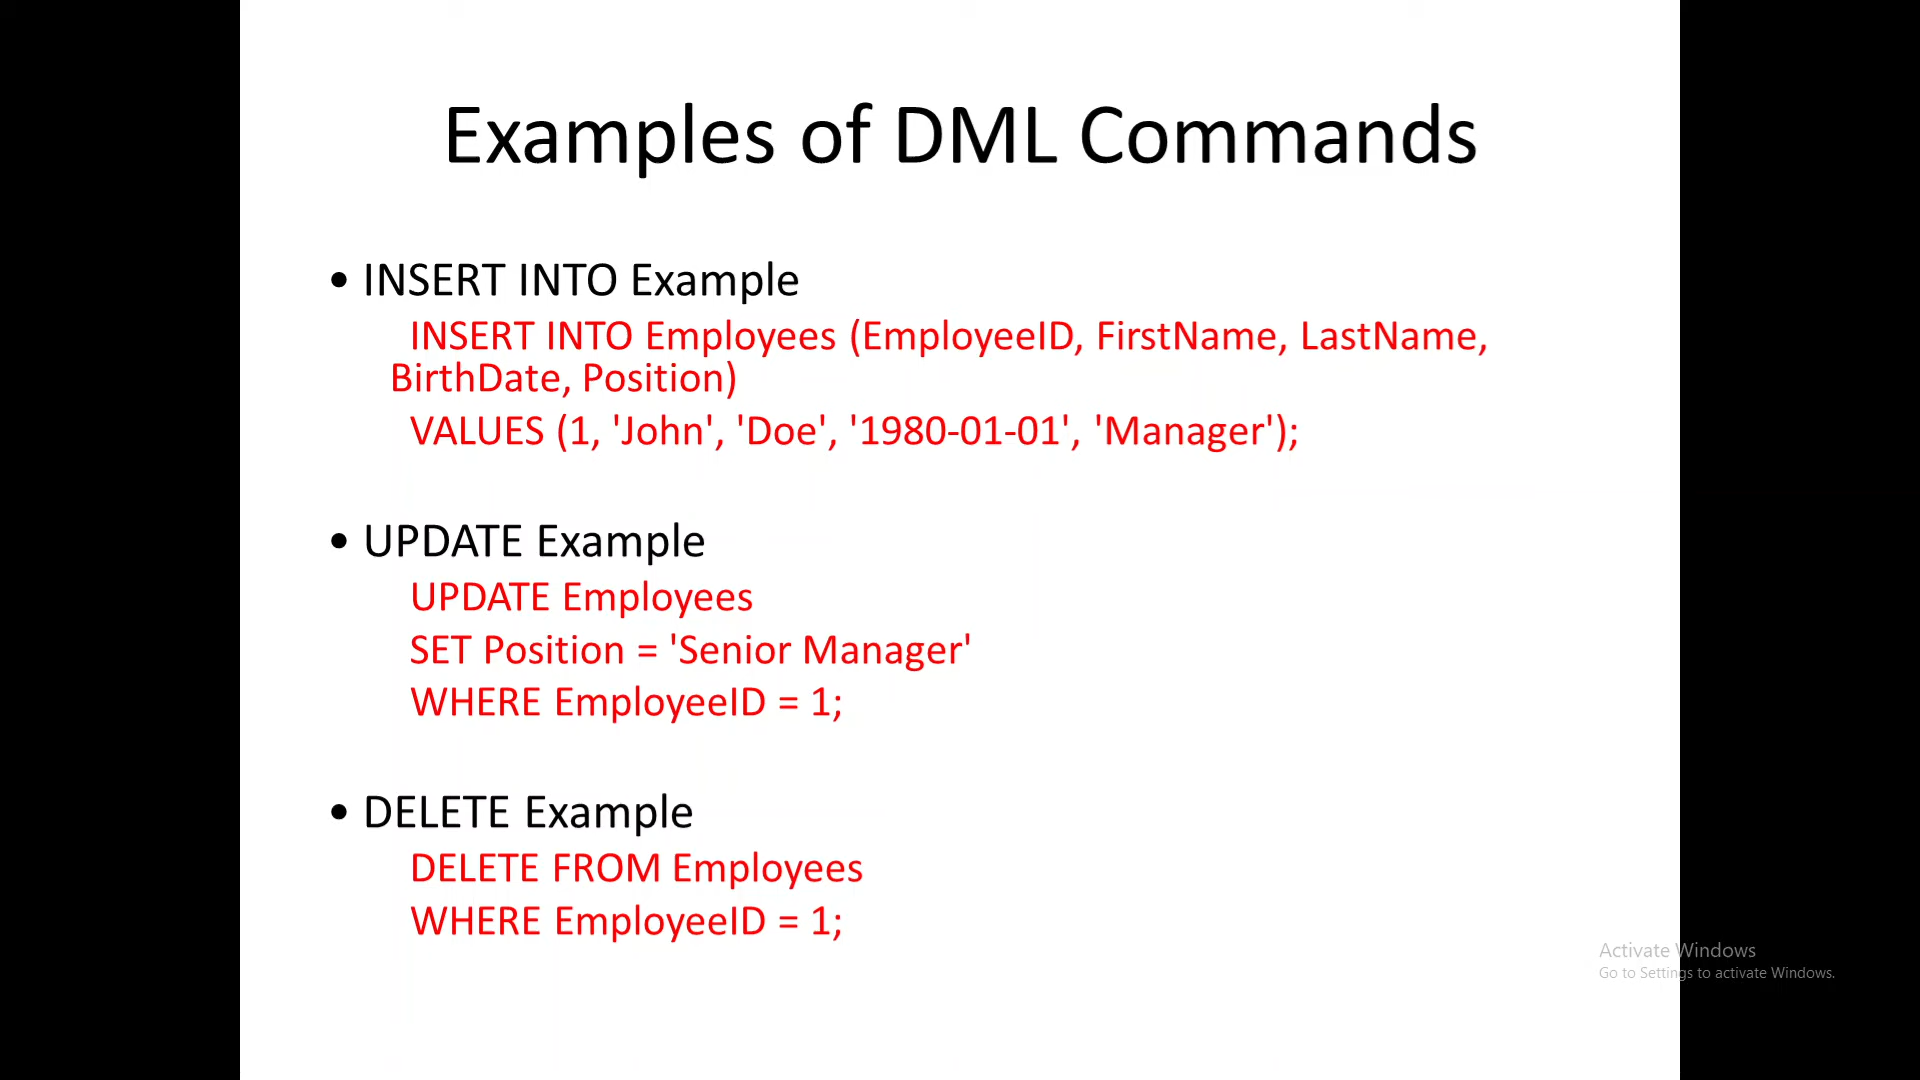 Examples of DML Commands
• INSERT INTO Example
INSERT INTO Employees (EmployeeID, FirstName, LastName,
BirthDate, Position)
VALUES (1, 'John', 'Doe', '1980-01-01', 'Manager');
• UPDATE Example
UPDATE Employees
SET Position = 'Senior Manager'
WHERE EmployeeID = 1;
• DELETE Example
DELETE FROM Employees
WHERE EmployeeID = 1;
Activate Windows
Go to Settings to activate Windows.